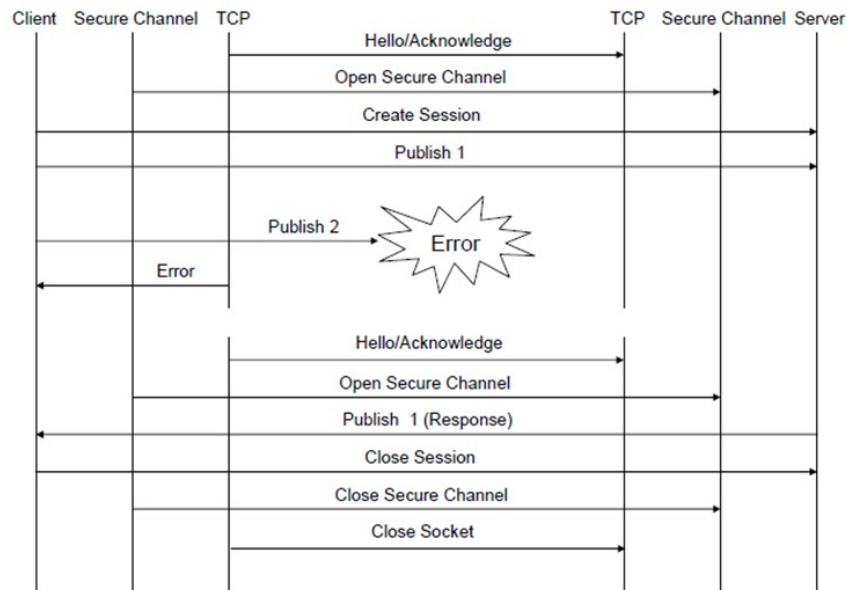 Client Secure Channel TCP TCP Secure Channel Server
Hello/Acknowledge
Open Secure Channel
Create Session
Publish 1
Publish 2
Error
Error
Hello/Acknowledge
Open Secure Channel
Publish 1 (Response)
Close Session
Close Secure Channel
Close Socket